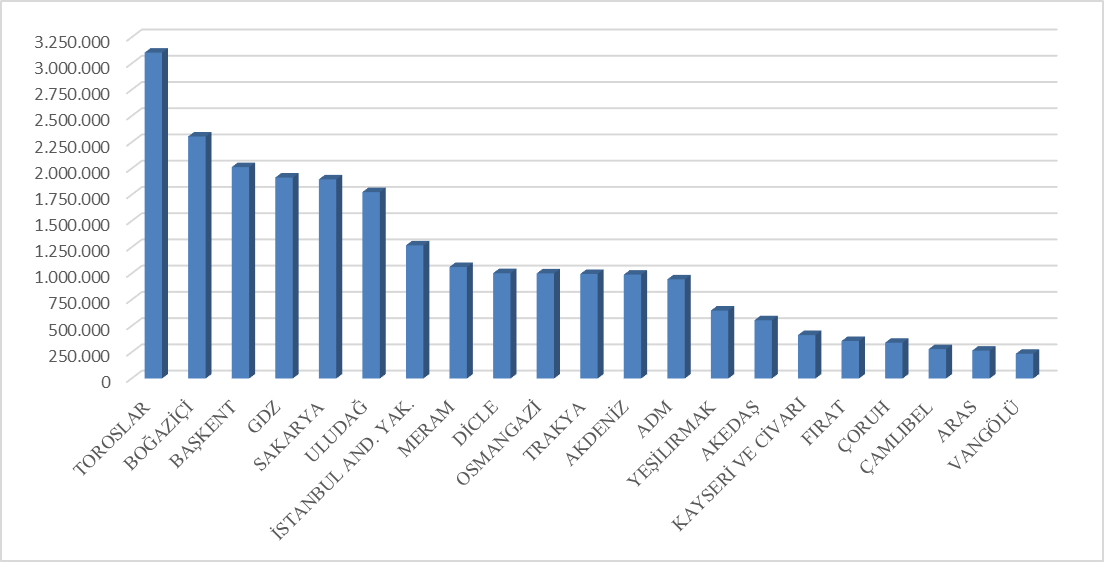 3.250.000
3.000.000
2.750.000
2.500.000
2.250.000
2.000.000
1.750.000
1.500.000
1.250.000
1.000.000
750.000
500.000
250.000
0
TOROSLAR
BOĞAZİÇİ
BAŞKENT
GDZ
SAKARYA
ULUDAĞ
İSTANBUL AND. YAK.
MERAM
DİCLE
OSMANGAZİ
TRAKYA
AKDENİZ
ADM
YEŞİLIRMAK
AKEDAŞ
KAYSERİ VE CİVARI
FIRAT
ÇORUH
ÇAMLIBEL
ARAS
VANGÖLÜ